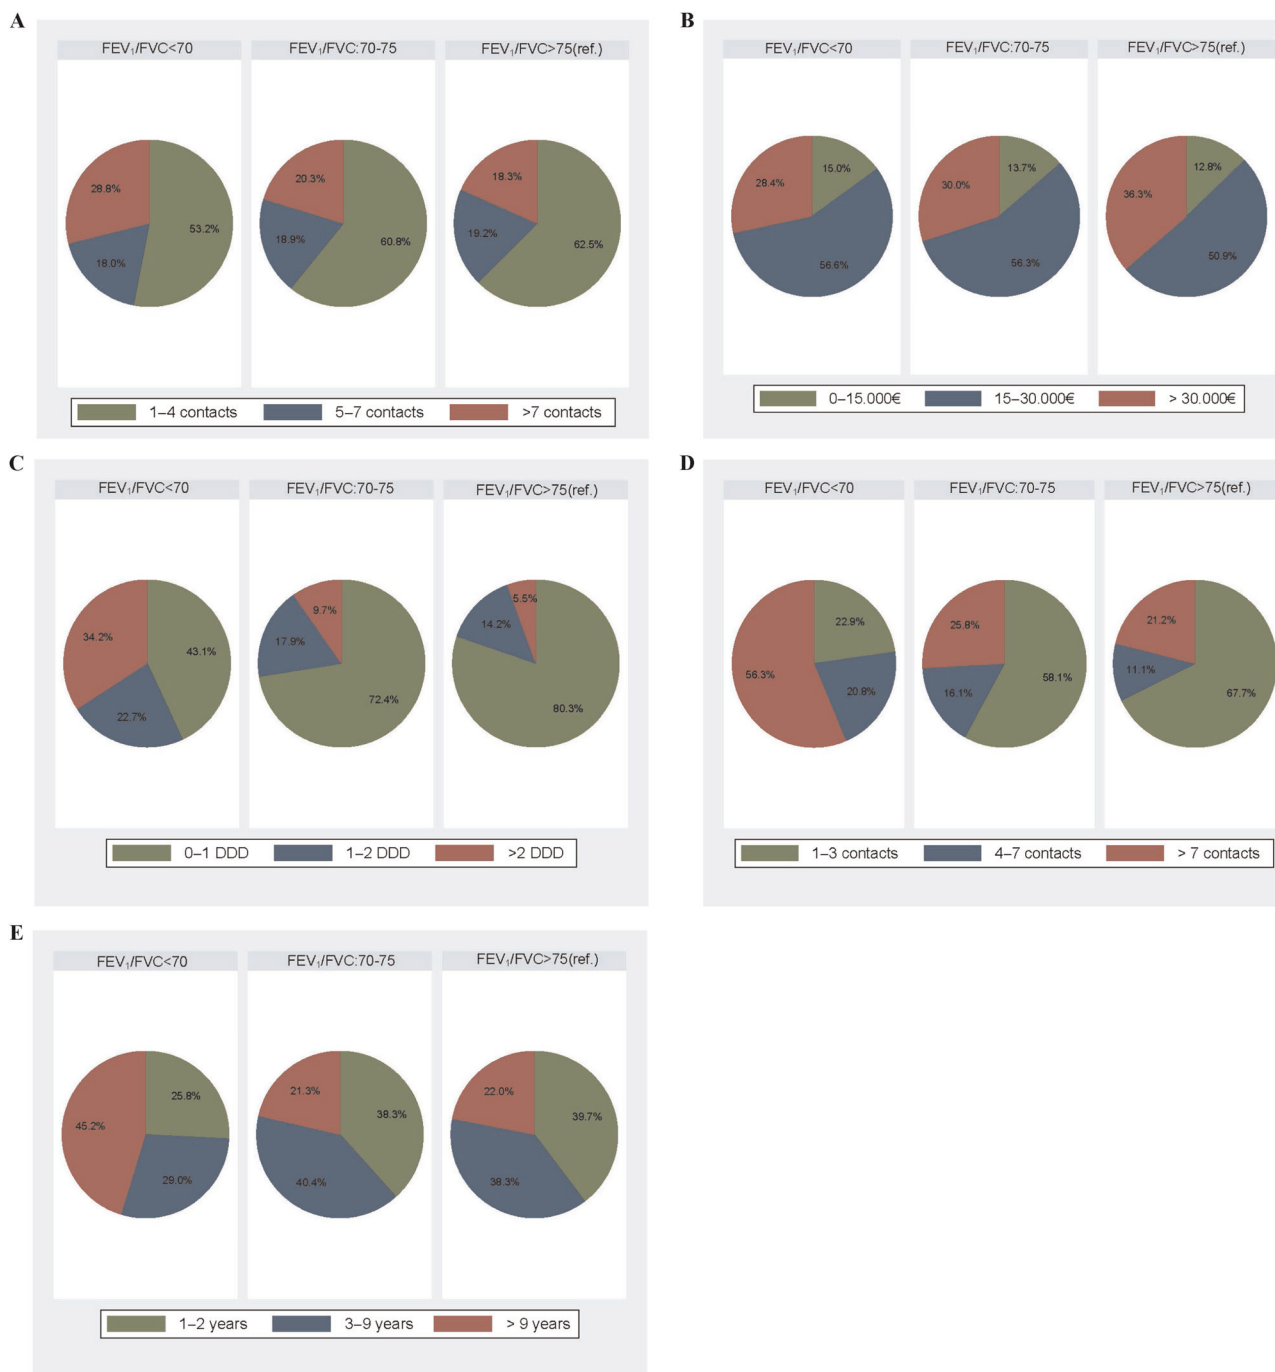 A
FEV₁/FVC<70
FEV₁/FVC:70-75
FEV₁/FVC>75(ref.)
28.8%
53.2%
18.0%
20.3%
60.8%
18.9%
18.3%
62.5%
19.2%
1–4 contacts
5–7 contacts
>7 contacts
B
FEV₁/FVC<70
FEV₁/FVC:70-75
FEV₁/FVC>75(ref.)
15.0%
28.4%
56.6%
13.7%
30.0%
56.3%
12.8%
36.3%
50.9%
0–15.000€
15–30.000€
> 30.000€
C
FEV₁/FVC<70
FEV₁/FVC:70-75
FEV₁/FVC>75(ref.)
34.2%
43.1%
22.7%
9.7%
17.9%
72.4%
5.5%
14.2%
80.3%
0–1 DDD
1–2 DDD
>2 DDD
D
FEV₁/FVC<70
FEV₁/FVC:70-75
FEV₁/FVC>75(ref.)
22.9%
56.3%
20.8%
25.8%
58.1%
16.1%
21.2%
11.1%
67.7%
1–3 contacts
4–7 contacts
> 7 contacts
E
FEV₁/FVC<70
FEV₁/FVC:70-75
FEV₁/FVC>75(ref.)
25.8%
45.2%
29.0%
21.3%
38.3%
40.4%
22.0%
39.7%
38.3%
1–2 years
3–9 years
> 9 years